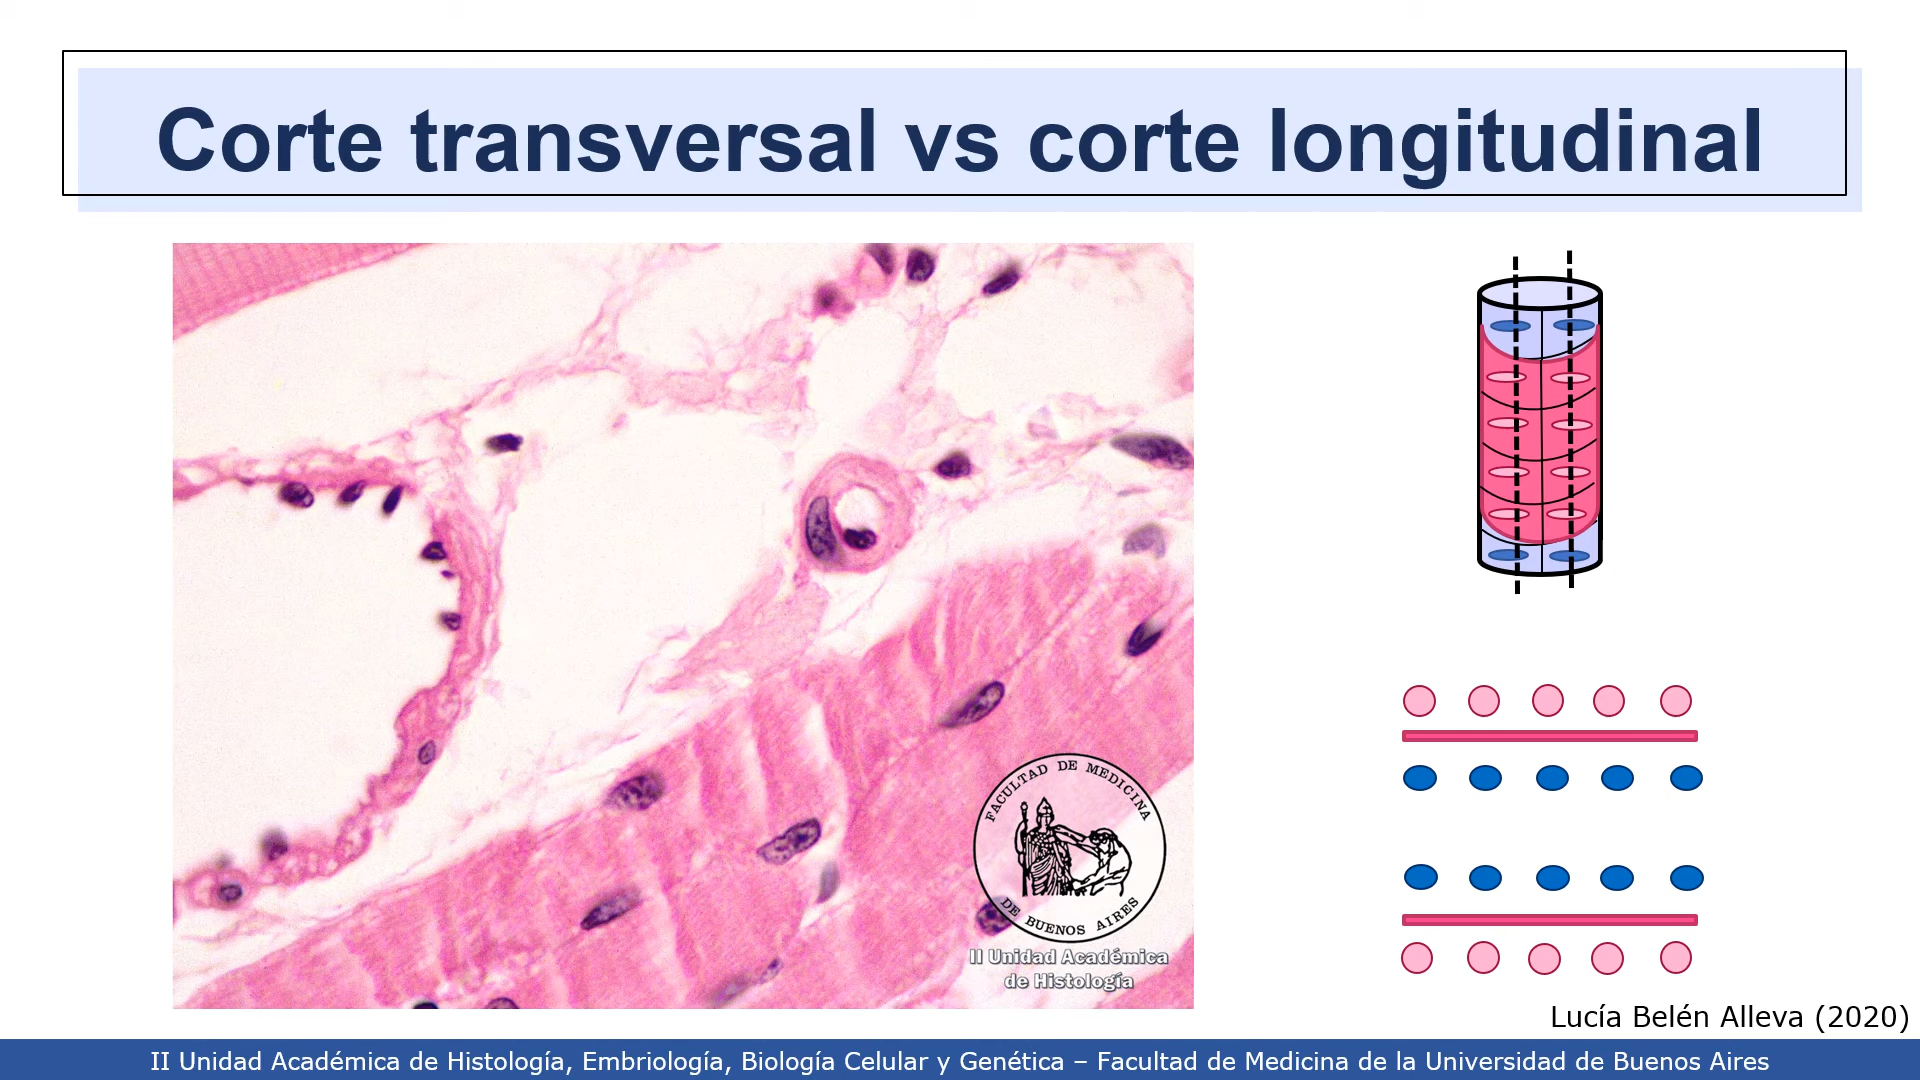 Corte transversal vs corte longitudinal
FACULTAD DE MEDICINA
DE BUENOS AIRES
II Unidad Académica
de Histología
Lucía Belén Alleva (2020)
II Unidad Académica de Histología, Embriología, Biología Celular y Genética – Facultad de Medicina de la Universidad de Buenos Aires